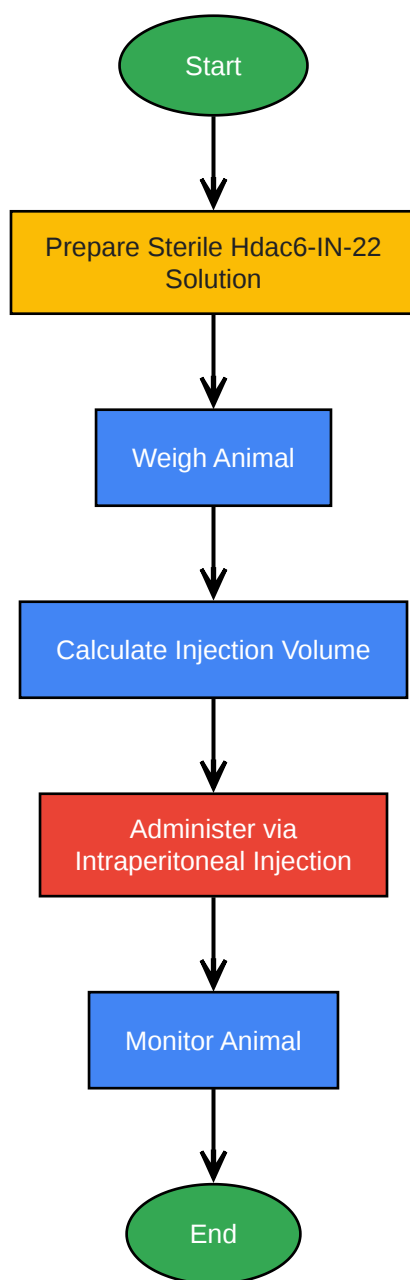 Start
Prepare Sterile Hdac6-IN-22
Solution
Weigh Animal
Calculate Injection Volume
Administer via
Intraperitoneal Injection
Monitor Animal
End